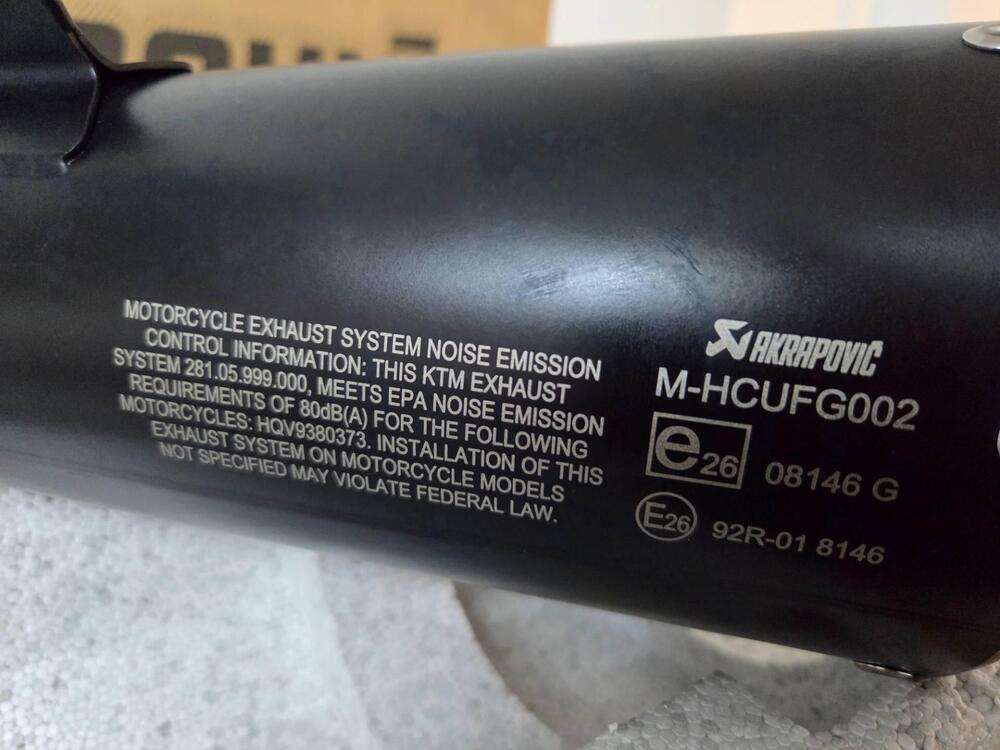 MOTORCYCLE EXHAUST SYSTEM NOISE EMISSION
CONTROL INFORMATION: THIS KTM EXHAUST
SYSTEM 281.05.999.000, MEETS EPA NOISE EMISSION
REQUIREMENTS OF 80dB(A) FOR THE FOLLOWING
MOTORCYCLES: HQV9380373. INSTALLATION OF THIS
EXHAUST SYSTEM ON MOTORCYCLE MODELS
NOT SPECIFIED MAY VIOLATE FEDERAL LAW.
AKRAPOVIČ
M-HCUFG002
e26 08146 G
E26 92R-01 8146